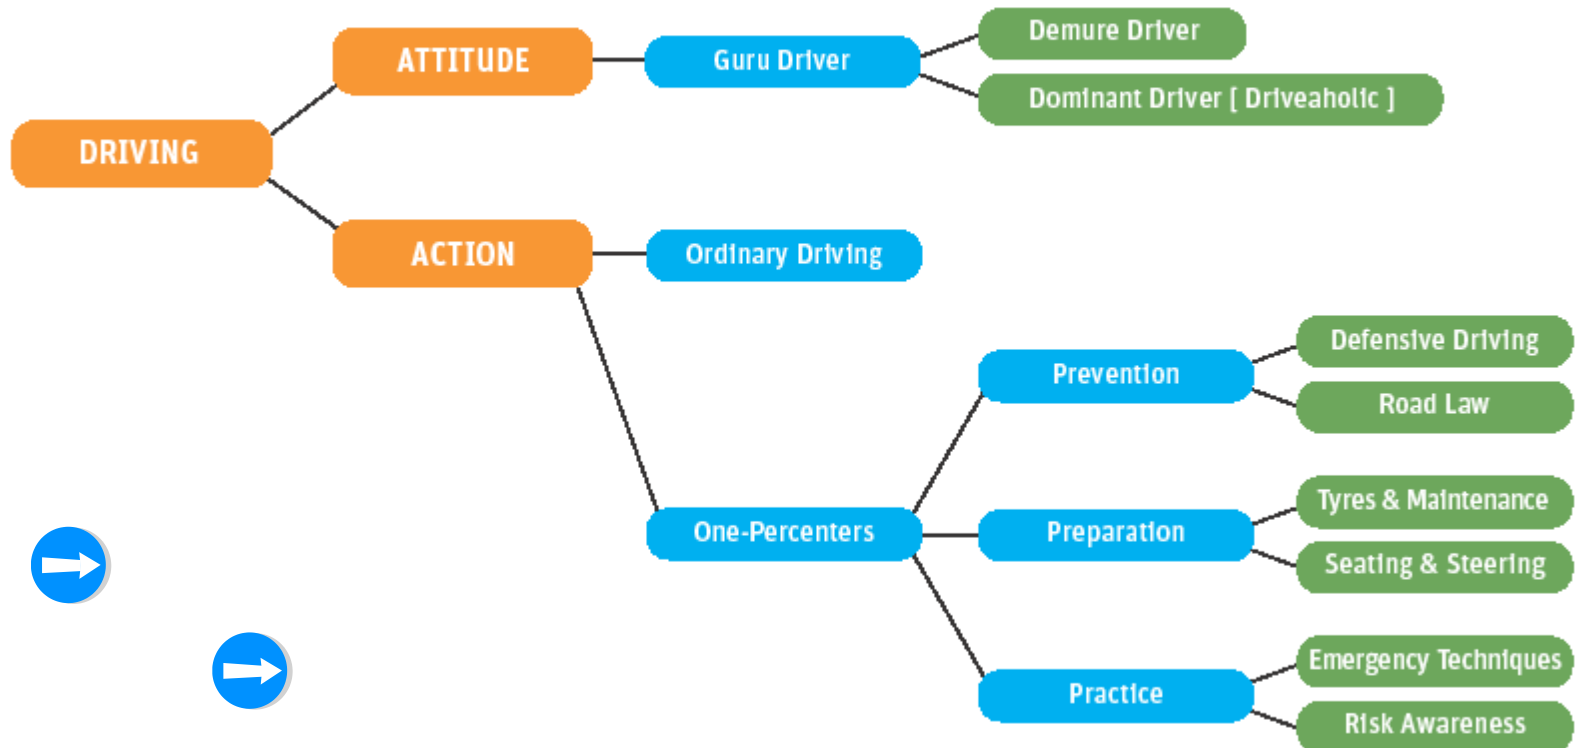 DRIVING
ATTITUDE
Guru Driver
Demure Driver
Dominant Driver [ Driveaholic ]
ACTION
Ordinary Driving
One-Percenters
Prevention
Defensive Driving
Road Law
Preparation
Tyres & Maintenance
Seating & Steering
Practice
Emergency Techniques
Risk Awareness